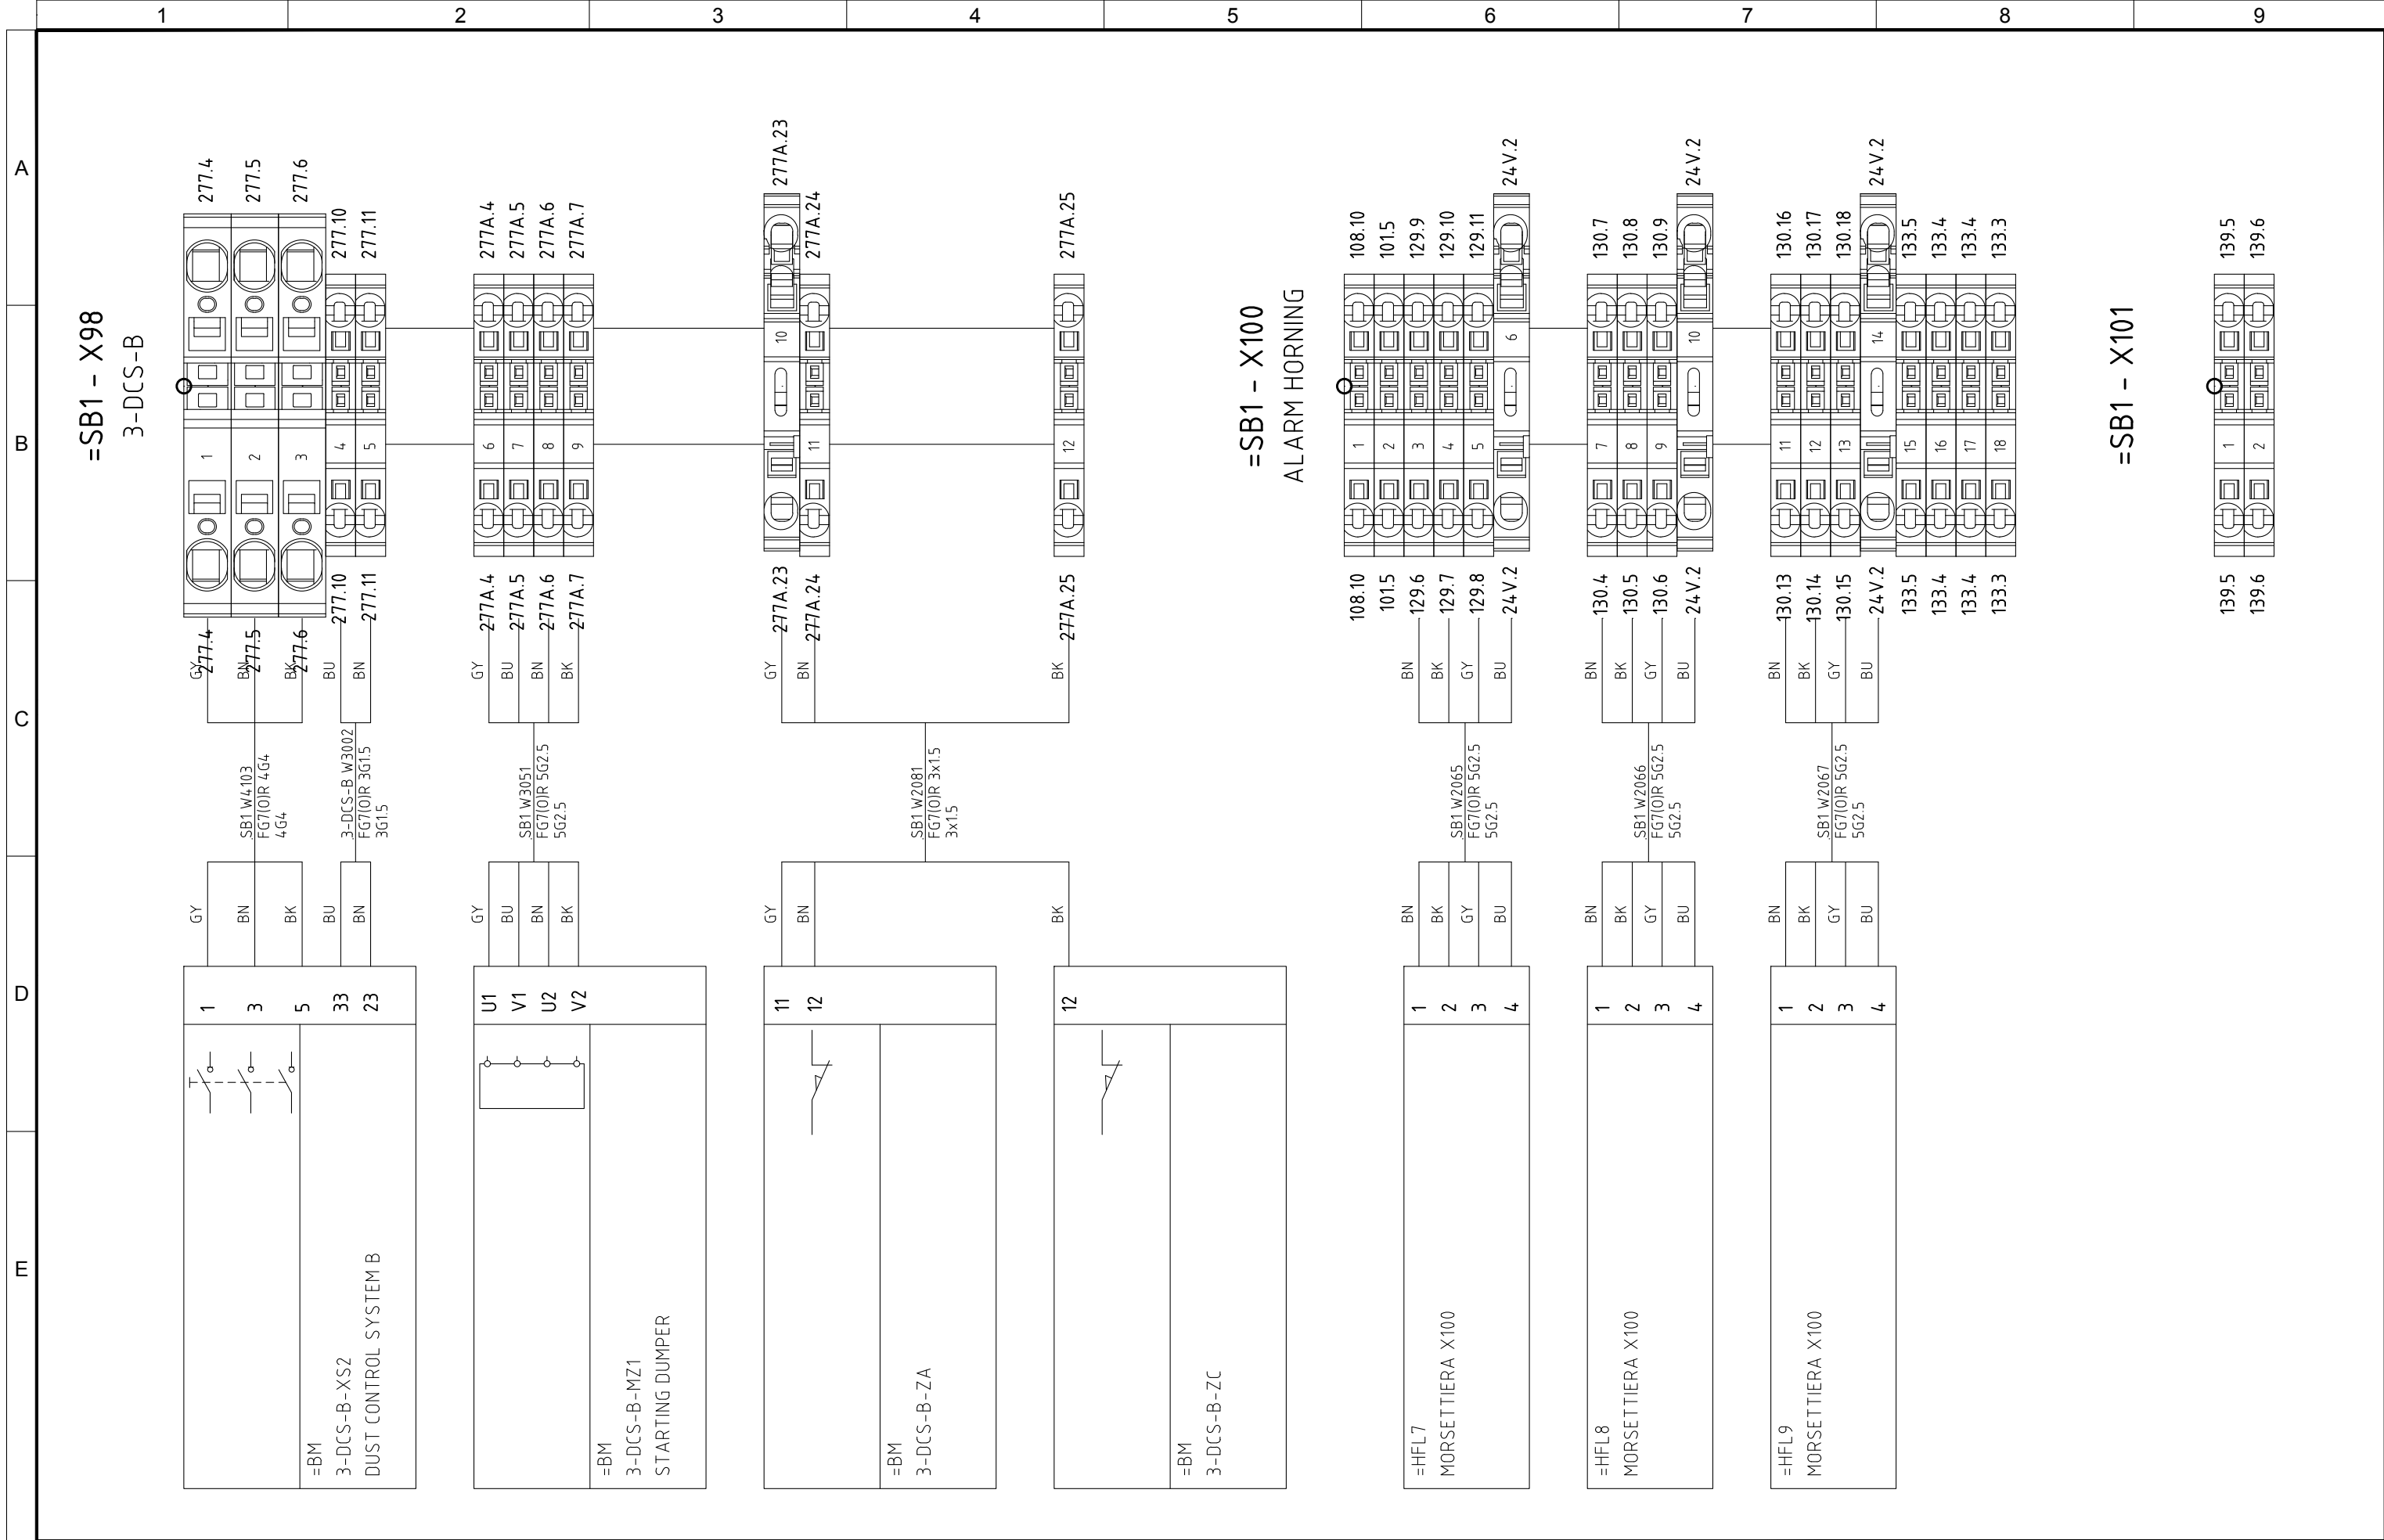 1 2 3 4 5 6 7 8 9
A
B
C
D
E
=SB1 - X98
3-DCS-B
277.4
277.5
277.6
277.10
277.11
277A.4
277A.5
277A.6
277A.7
277A.23
277A.24
277A.25
1
2
3
4
5
6
7
8
9
10
11
12
277.4
277.5
277.6
277.10
277.11
277A.4
277A.5
277A.6
277A.7
277A.23
277A.24
277A.25
GY
BN
BK
BU
BN
GY
BU
BN
BK
GY
BN
BK
.SB1 W4103
FG7(O)R 4G4
4G4
.3-DCS-B W3002
FG7(O)R 3G1.5
3G1.5
.SB1 W3051
FG7(O)R 5G2.5
5G2.5
.SB1 W2081
FG7(O)R 3x1.5
3x1.5
GY
BN
BK
BU
BN
GY
BU
BN
BK
GY
BN
BK
1
3
5
33
23
=BM
3-DCS-B-XS2
DUST CONTROL SYSTEM B
U1
V1
U2
V2
=BM
3-DCS-B-MZ1
STARTING DUMPER
11
12
=BM
3-DCS-B-ZA
12
=BM
3-DCS-B-ZC
=SB1 - X100
ALARM HORNING
108.10
101.5
129.9
129.10
129.11
24V.2
130.7
130.8
130.9
24V.2
130.16
130.17
130.18
24V.2
133.5
133.4
133.4
133.3
1
2
3
4
5
6
7
8
9
10
11
12
13
14
15
16
17
18
108.10
101.5
129.6
129.7
129.8
24V.2
130.4
130.5
130.6
24V.2
130.13
130.14
130.15
24V.2
133.5
133.4
133.4
133.3
BN
BK
GY
BU
BN
BK
GY
BU
BN
BK
GY
BU
.SB1 W2065
FG7(O)R 5G2.5
5G2.5
.SB1 W2066
FG7(O)R 5G2.5
5G2.5
.SB1 W2067
FG7(O)R 5G2.5
5G2.5
BN
BK
GY
BU
BN
BK
GY
BU
BN
BK
GY
BU
1
2
3
4
=HFL7
MORSETTIERA X100
1
2
3
4
=HFL8
MORSETTIERA X100
1
2
3
4
=HFL9
MORSETTIERA X100
=SB1 - X101
139.5
139.6
1
2
139.5
139.6